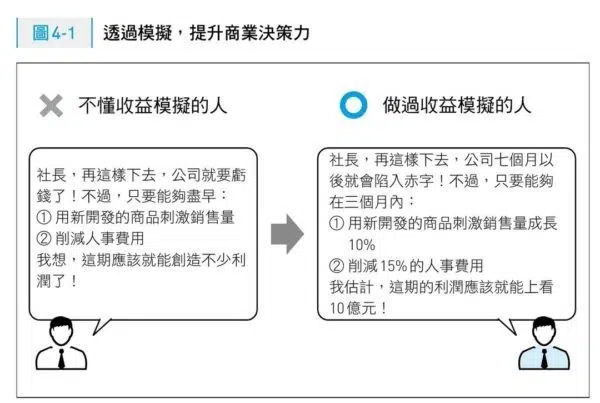 圖4-1 透過模擬，提升商業決策力
不懂收益模擬的人
社長，再這樣下去，公司就要虧
錢了！不過，只要能夠盡早：
① 用新開發的商品刺激銷售量
② 削減人事費用
我想，這期應該就能創造不少利
潤了！
做過收益模擬的人
社長，再這樣下去，公司七個月以
後就會陷入赤字！不過，只要能夠
在三個月內：
① 用新開發的商品刺激銷售量成長
10%
② 削減15%的人事費用
我估計，這期的利潤應該就能上看
10億元！